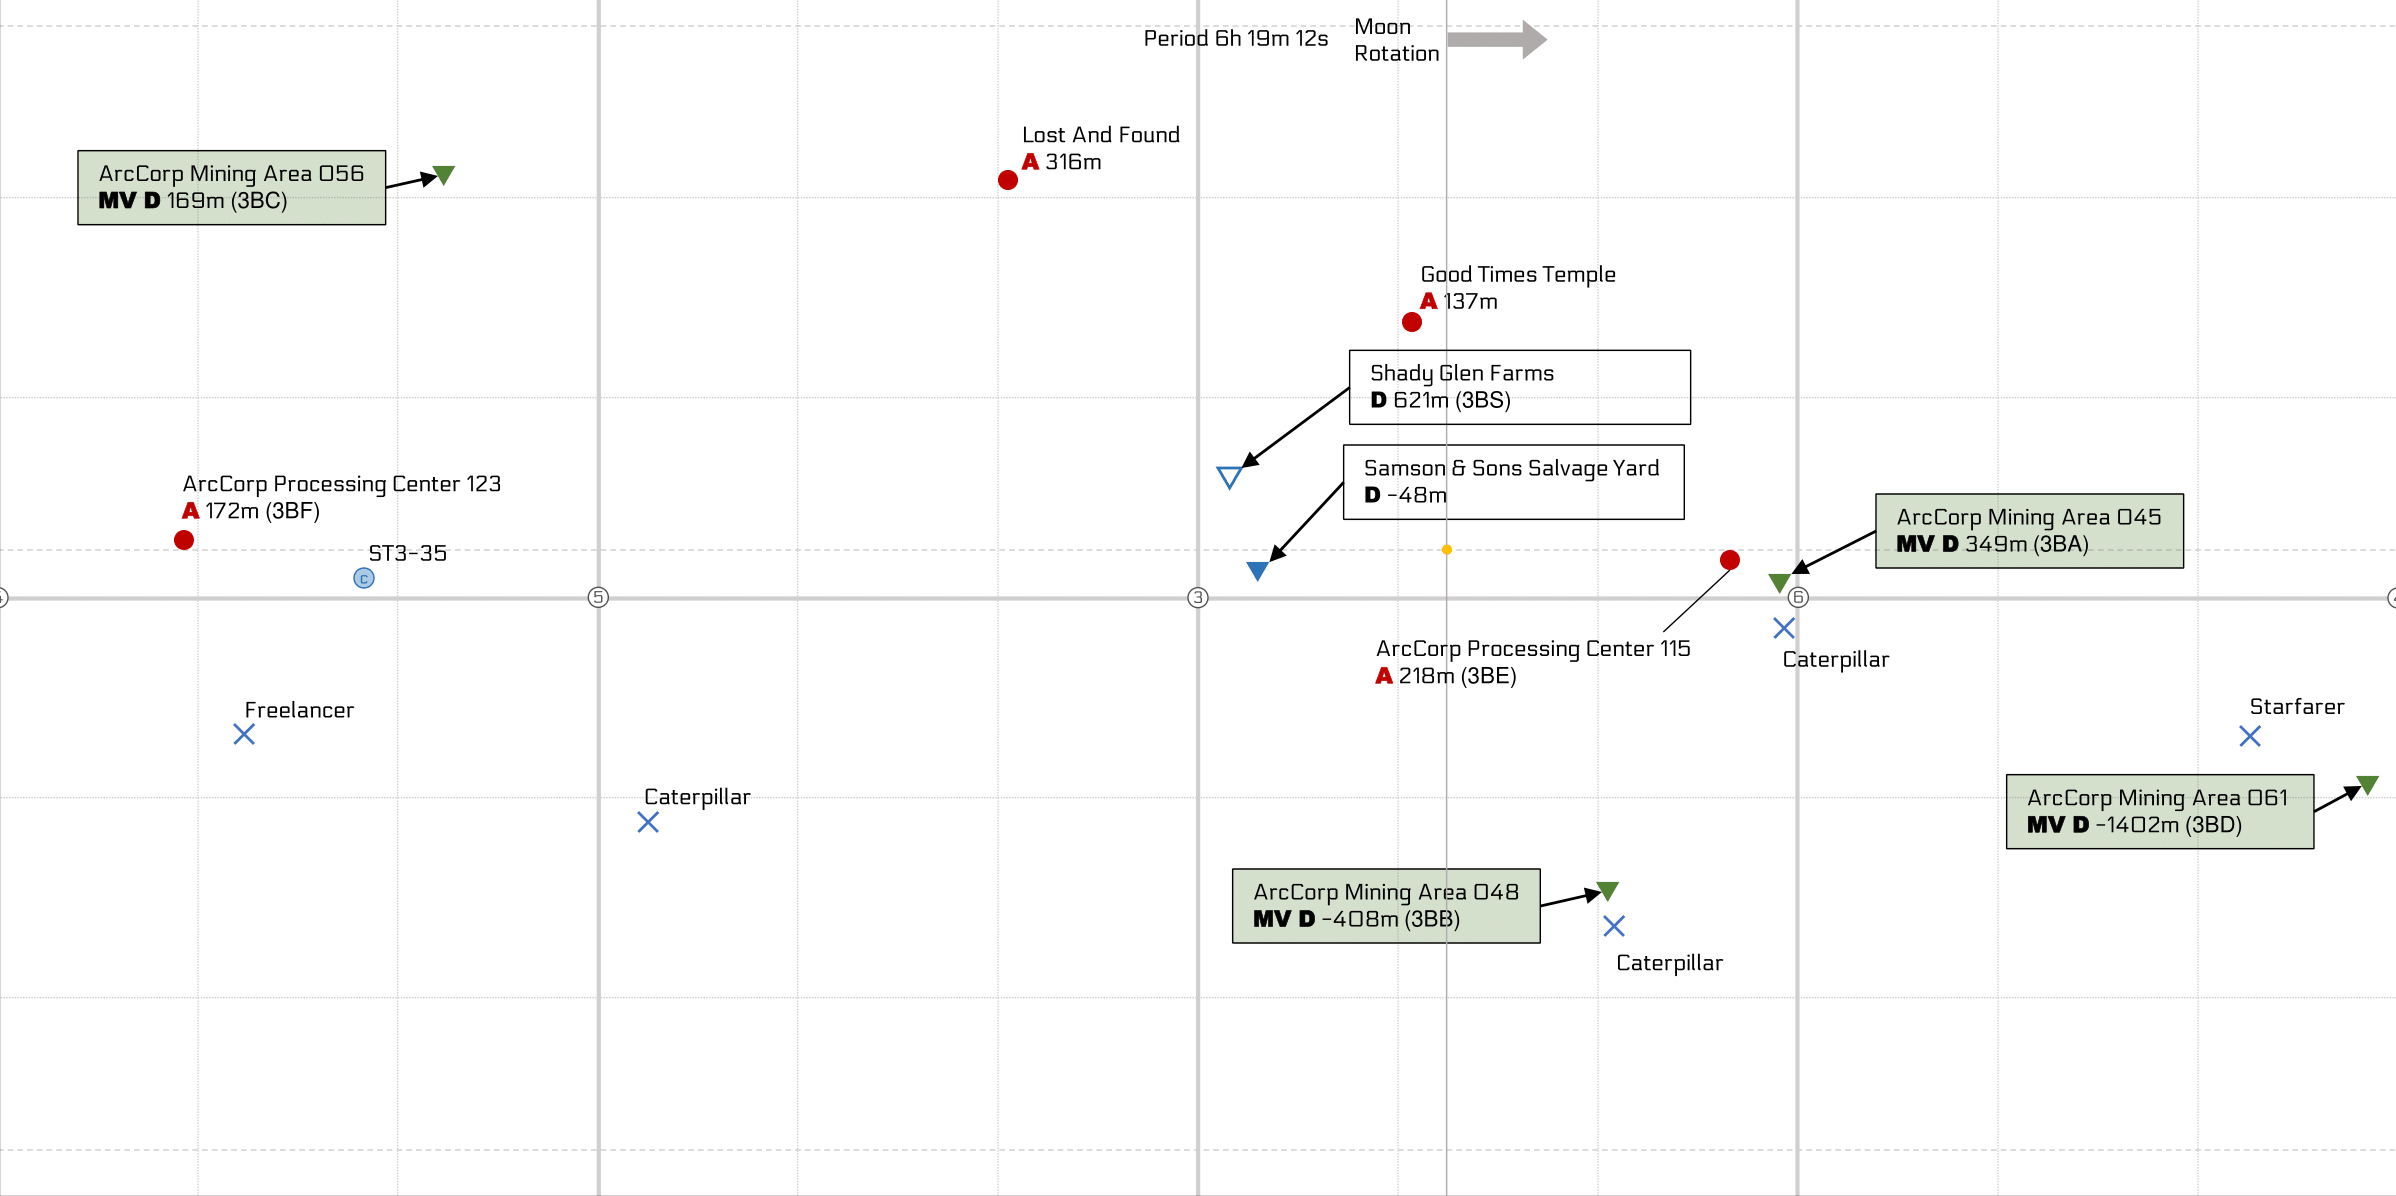 Period 6h 19m 12s
Moon
Rotation
Lost And Found
A 316m
ArcCorp Mining Area 056
MV D 169m (3BC)
Good Times Temple
A 137m
Shady Glen Farms
D 621m (3BS)
Samson & Sons Salvage Yard
D -48m
ArcCorp Processing Center 123
A 172m (3BF)
ST3-35
C
ArcCorp Mining Area 045
MV D 349m (3BA)
5
3
6
ArcCorp Processing Center 115
A 218m (3BE)
Caterpillar
Freelancer
Starfarer
Caterpillar
ArcCorp Mining Area 061
MV D -1402m (3BD)
ArcCorp Mining Area 048
MV D -408m (3BB)
Caterpillar